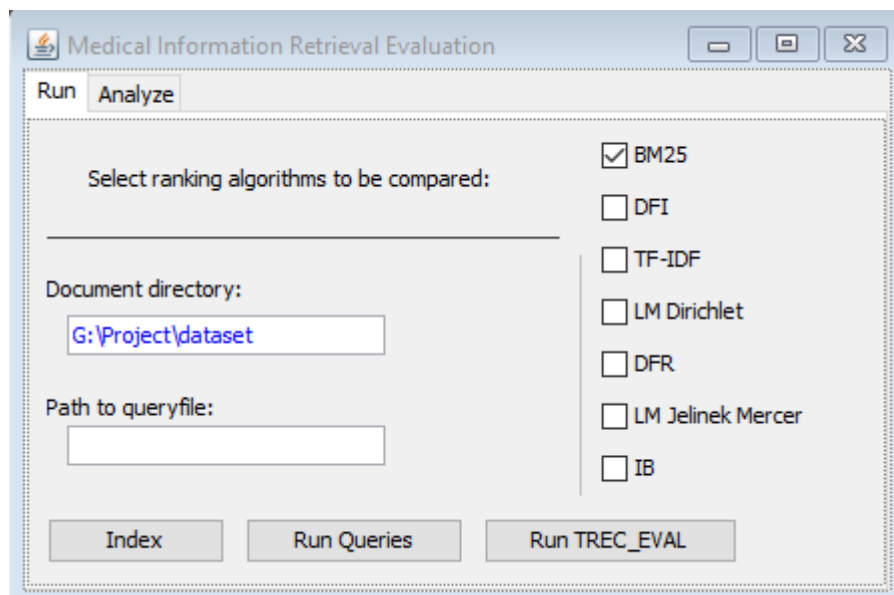 Medical Information Retrieval Evaluation
Run
Analyze
Select ranking algorithms to be compared:
BM25
DFI
TF-IDF
LM Dirichlet
DFR
LM Jelinek Mercer
IB
Document directory:
G:\Project\dataset
Path to queryfile:
Index
Run Queries
Run TREC_EVAL